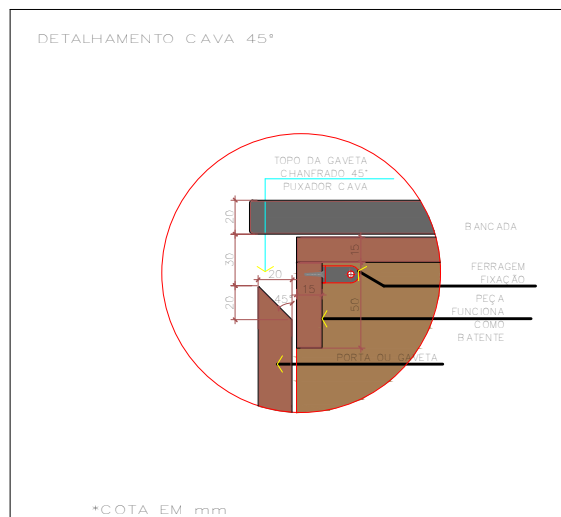 DETALHAMENTO CAVA 45°
TOPO DA GAVETA
CHANFRADO 45°
PUXADOR CAVA
20
BANCADA
15
30
20
FERRAGEM
FIXAÇÃO
15
20
45°
50
PEÇA
FUNCIONA
COMO
BATENTE
PORTA OU GAVETA
*COTA EM mm